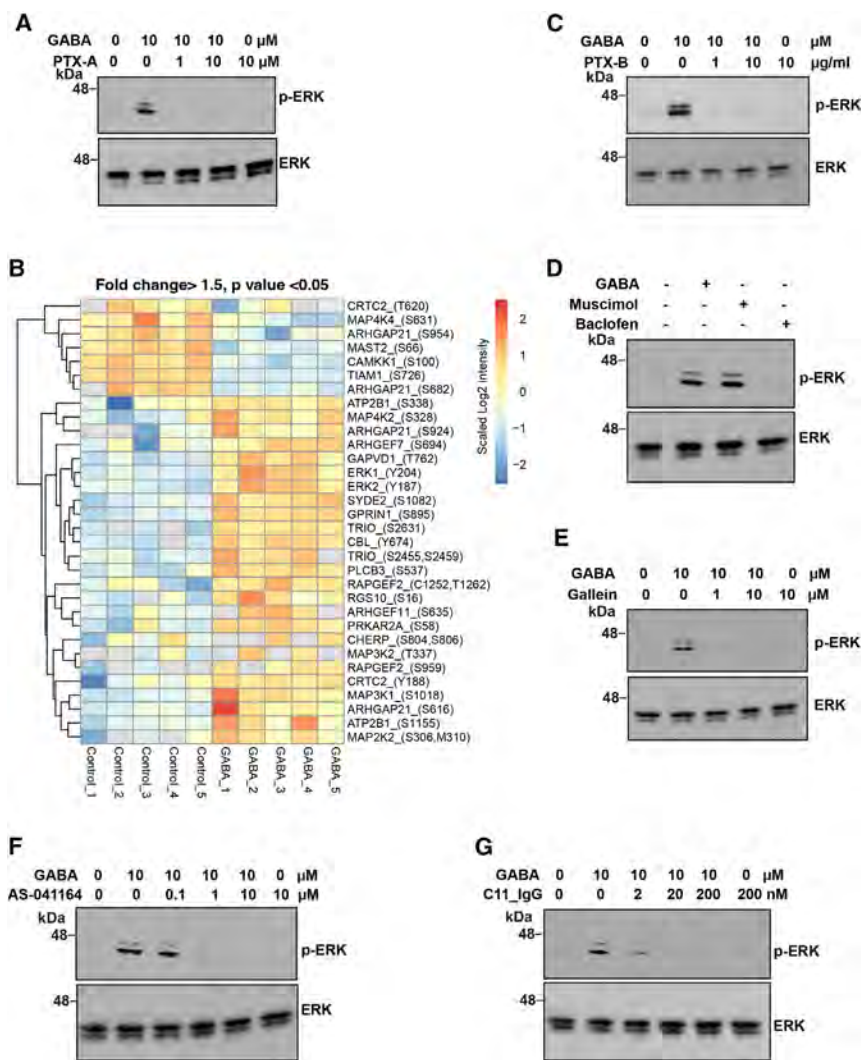 A
GABA 0 10 10 10 0 μM
PTX-A 0 0 1 10 10 μM
kDa
48
p-ERK
48
ERK
C
GABA 0 10 10 10 0 μM
PTX-B 0 0 1 10 10 μg/ml
kDa
48
p-ERK
48
ERK
B
Fold change> 1.5, p value <0.05
CRTC2_(T620)
MAP4K4_(S631)
ARHGAP21_(S954)
MAST2_(S66)
CAMKK1_(S100)
TIAM1_(S726)
ARHGAP21_(S682)
ATP2B1_(S338)
MAP4K2_(S328)
ARHGAP21_(S924)
ARHGEF7_(S694)
GAPVD1_(T762)
ERK1_(Y204)
ERK2_(Y187)
SYDE2_(S1082)
GPRIN1_(S895)
TRIO_(S2631)
CBL_(Y674)
TRIO_(S2455,S2459)
PLCB3_(S537)
RAPGEF2_(C1252,T1262)
RGS10_(S16)
ARHGEF11_(S635)
PRKAR2A_(S58)
CHERP_(S804,S806)
MAP3K2_(T337)
RAPGEF2_(S959)
CRTC2_(Y188)
MAP3K1_(S1018)
ARHGAP21_(S616)
ATP2B1_(S1155)
MAP2K2_(S306,M310)
Control_1
Control_2
Control_3
Control_4
Control_5
GABA_1
GABA_2
GABA_3
GABA_4
GABA_5
Scaled Log2 Intensity
2
1
0
−1
−2
D
GABA - + - -
Muscimol - - + -
Baclofen - - - +
kDa
48
p-ERK
48
ERK
E
GABA 0 10 10 10 0 μM
Gallein 0 0 1 10 10 μM
kDa
48
p-ERK
48
ERK
F
GABA 0 10 10 10 10 0 μM
AS-041164 0 0 0.1 1 10 10 μM
kDa
48
p-ERK
48
ERK
G
GABA 0 10 10 10 10 0 μM
C11_IgG 0 0 2 20 200 200 nM
kDa
48
p-ERK
48
ERK